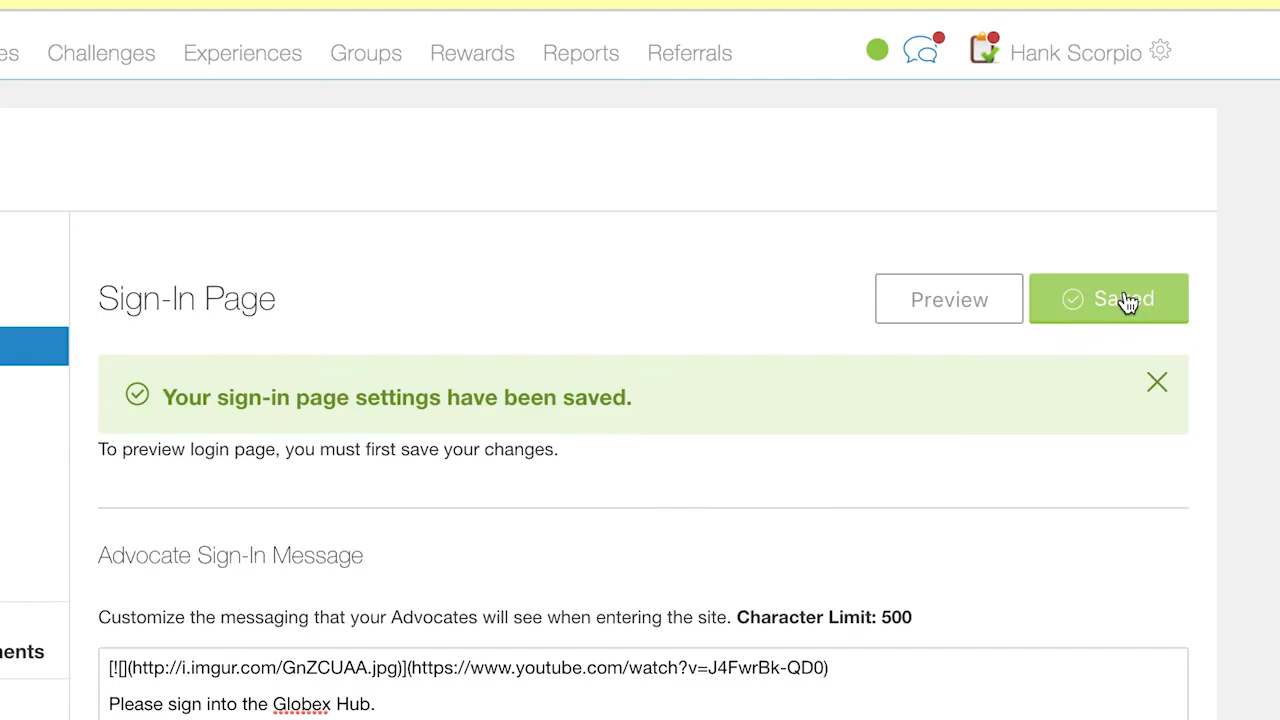 es Challenges Experiences Groups Rewards Reports Referrals Hank Scorpio
Sign-In Page
Preview
Saved
Your sign-in page settings have been saved.
To preview login page, you must first save your changes.
Advocate Sign-In Message
Customize the messaging that your Advocates will see when entering the site. Character Limit: 500
ents
[![](http://i.imgur.com/GnZCUAA.jpg)](https://www.youtube.com/watch?v=J4FwrBk-QD0)
Please sign into the Globex Hub.